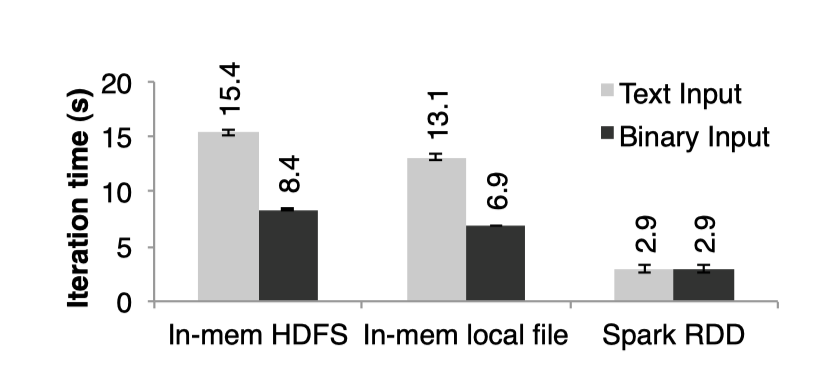 Iteration time (s)
20
15
10
5
0
15.4
8.4
13.1
6.9
2.9
2.9
Text Input
Binary Input
In-mem HDFS
In-mem local file
Spark RDD